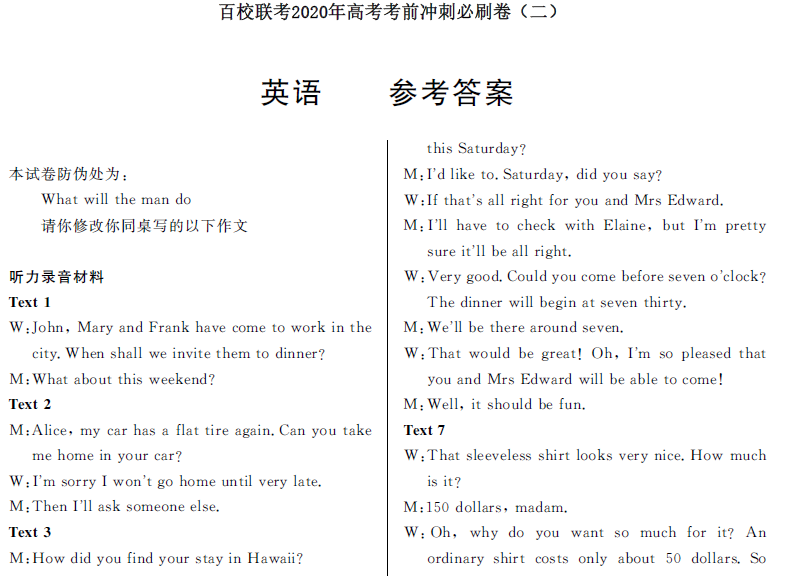 百校联考2020年高考考前冲刺必刷卷（二）
英语 参考答案
本试卷防伪处为：
What will the man do
请你修改你同桌写的以下作文
听力录音材料
Text 1
W:John, Mary and Frank have come to work in the
city. When shall we invite them to dinner?
M:What about this weekend?
Text 2
M:Alice, my car has a flat tire again. Can you take
me home in your car?
W:I'm sorry I won't go home until very late.
M:Then I'll ask someone else.
Text 3
M:How did you find your stay in Hawaii?
this Saturday?
M:I'd like to. Saturday, did you say?
W:If that's all right for you and Mrs Edward.
M:I'll have to check with Elaine, but I'm pretty
sure it'll be all right.
W:Very good. Could you come before seven o'clock?
The dinner will begin at seven thirty.
M:We'll be there around seven.
W:That would be great! Oh, I'm so pleased that
you and Mrs Edward will be able to come!
M:Well, it should be fun.
Text 7
W:That sleeveless shirt looks very nice. How much
is it?
M:150 dollars, madam.
W: Oh, why do you want so much for it? An
ordinary shirt costs only about 50 dollars. So